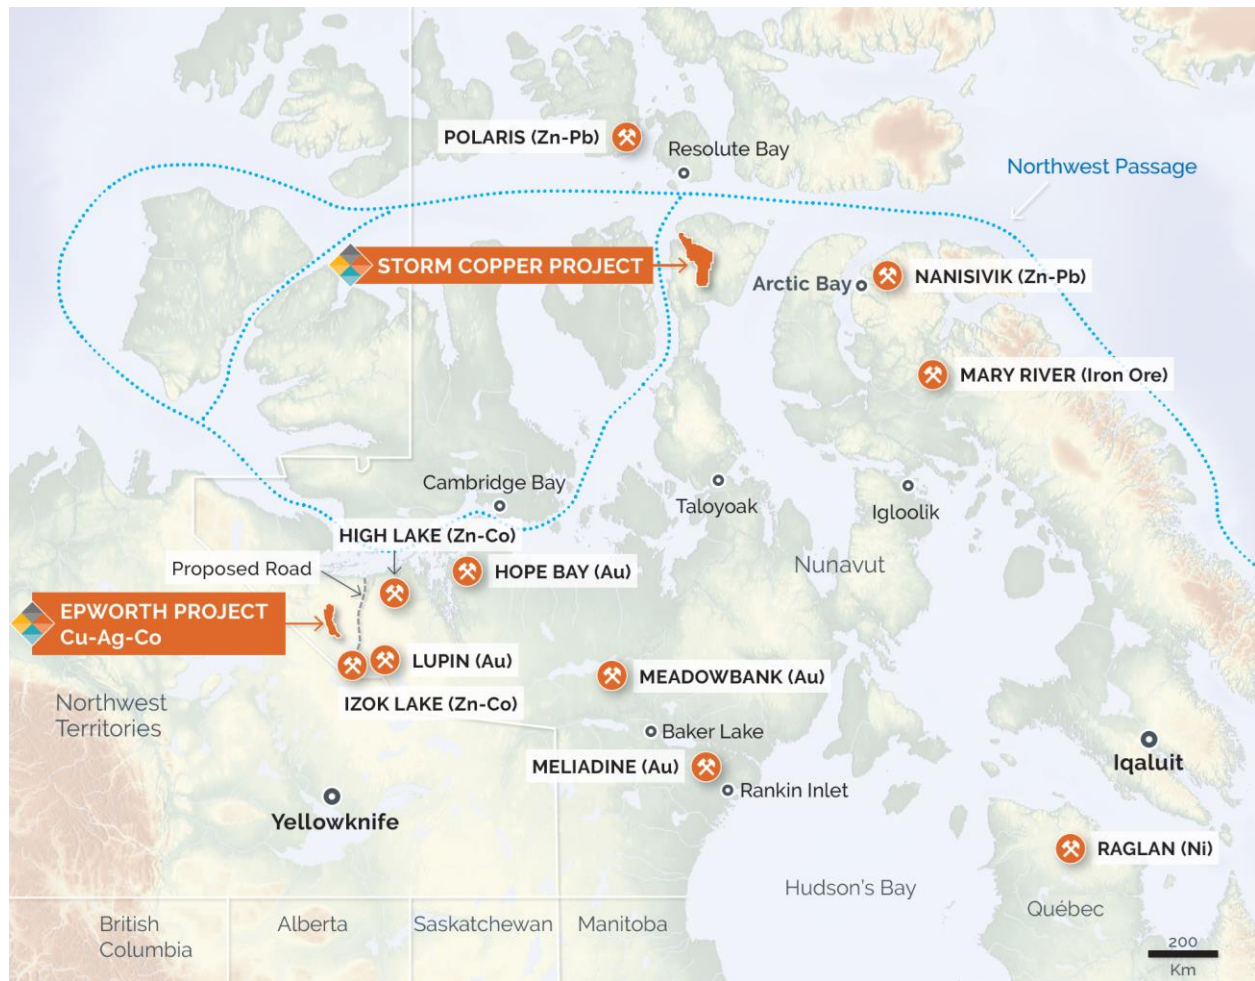 POLARIS (Zn-Pb)
Resolute Bay
Northwest Passage
STORM COPPER PROJECT
Arctic Bay
NANISIVIK (Zn-Pb)
MARY RIVER (Iron Ore)
Cambridge Bay
Taloyoak
Igloolik
HIGH LAKE (Zn-Co)
Proposed Road
HOPE BAY (Au)
Nunavut
EPWORTH PROJECT
Cu-Ag-Co
LUPIN (Au)
MEADOWBANK (Au)
IZOK LAKE (Zn-Co)
Northwest
Territories
Baker Lake
MELIADINE (Au)
Iqaluit
Rankin Inlet
Yellowknife
RAGLAN (Ni)
Hudson's Bay
Québec
British
Columbia
Alberta
Saskatchewan
Manitoba
200
Km